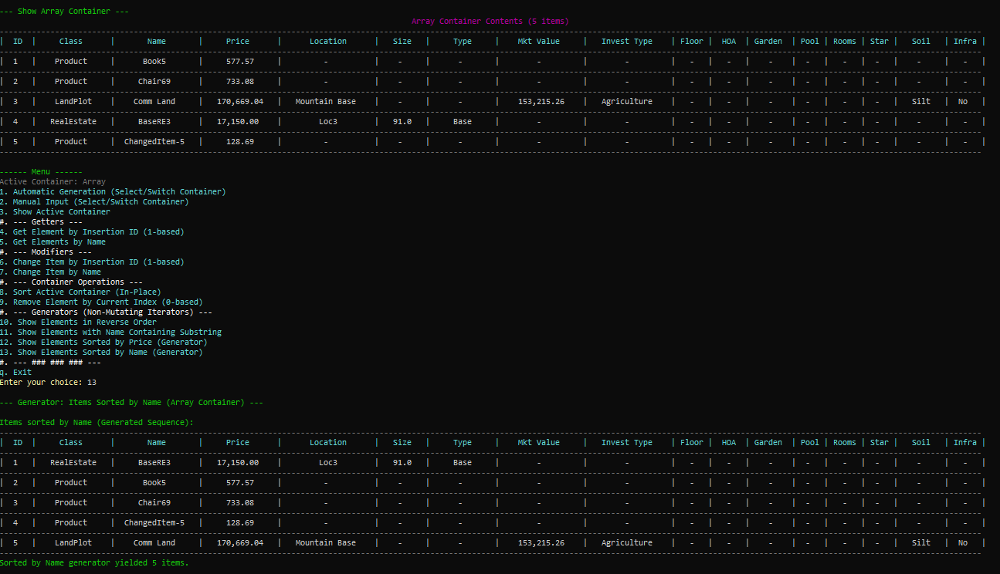 --- Show Array Container ---
Array Container Contents (5 items)
| ID | Class | Name | Price | Location | Size | Type | Mkt Value | Invest Type | Floor | HOA | Garden | Pool | Rooms | Star | Soil | Infra |
| 1 | Product | Book5 | 577.57 | - | - | - | - | - | - | - | - | - | - | - | - | - |
| 2 | Product | Chair69 | 733.08 | - | - | - | - | - | - | - | - | - | - | - | - | - |
| 3 | LandPlot | Comm Land | 170,669.04 | Mountain Base | - | - | 153,215.26 | Agriculture | - | - | - | - | - | - | Silt | No |
| 4 | RealEstate | BaseRE3 | 17,150.00 | Loc3 | 91.0 | Base | - | - | - | - | - | - | - | - | - | - |
| 5 | Product | ChangedItem-5 | 128.69 | - | - | - | - | - | - | - | - | - | - | - | - | - |
------ Menu ------
Active Container: Array
1. Automatic Generation (Select/Switch Container)
2. Manual Input (Select/Switch Container)
3. Show Active Container
#. --- Getters ---
4. Get Element by Insertion ID (1-based)
5. Get Elements by Name
#. --- Modifiers ---
6. Change Item by Insertion ID (1-based)
7. Change Item by Name
#. --- Container Operations ---
8. Sort Active Container (In-Place)
9. Remove Element by Current Index (0-based)
#. --- Generators (Non-Mutating Iterators) ---
10. Show Elements in Reverse Order
11. Show Elements with Name Containing Substring
12. Show Elements Sorted by Price (Generator)
13. Show Elements Sorted by Name (Generator)
#. --- ### ### ### ---
q. Exit
Enter your choice: 13
--- Generator: Items Sorted by Name (Array Container) ---
Items sorted by Name (Generated Sequence):
| ID | Class | Name | Price | Location | Size | Type | Mkt Value | Invest Type | Floor | HOA | Garden | Pool | Rooms | Star | Soil | Infra |
| 1 | RealEstate | BaseRE3 | 17,150.00 | Loc3 | 91.0 | Base | - | - | - | - | - | - | - | - | - | - |
| 2 | Product | Book5 | 577.57 | - | - | - | - | - | - | - | - | - | - | - | - | - |
| 3 | Product | Chair69 | 733.08 | - | - | - | - | - | - | - | - | - | - | - | - | - |
| 4 | Product | ChangedItem-5 | 128.69 | - | - | - | - | - | - | - | - | - | - | - | - | - |
| 5 | LandPlot | Comm Land | 170,669.04 | Mountain Base | - | - | 153,215.26 | Agriculture | - | - | - | - | - | - | Silt | No |
Sorted by Name generator yielded 5 items.